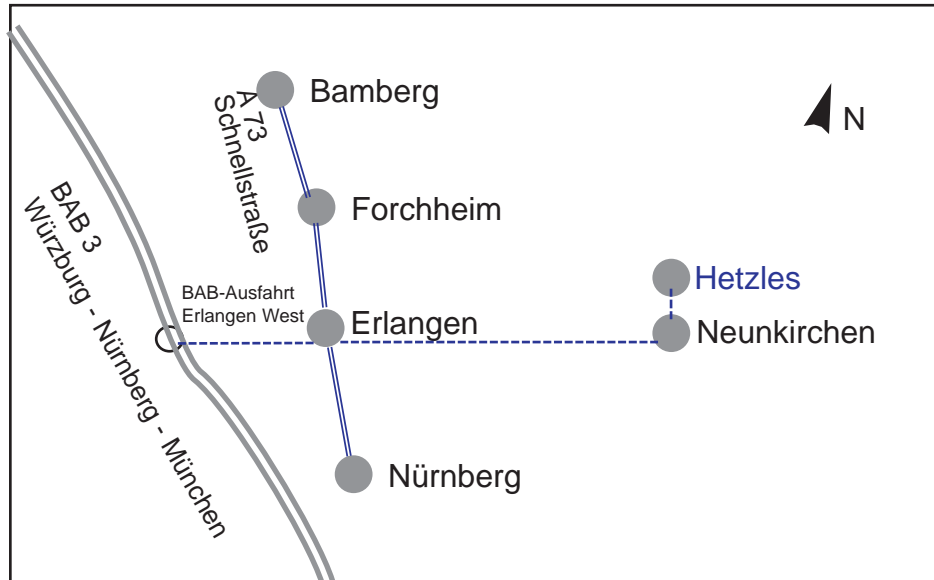 Bamberg
A 73
Schnellstraße
N
Forchheim
BAB 3
Würzburg - Nürnberg - München
BAB-Ausfahrt
Erlangen West
Hetzles
Erlangen
Neunkirchen
Nürnberg